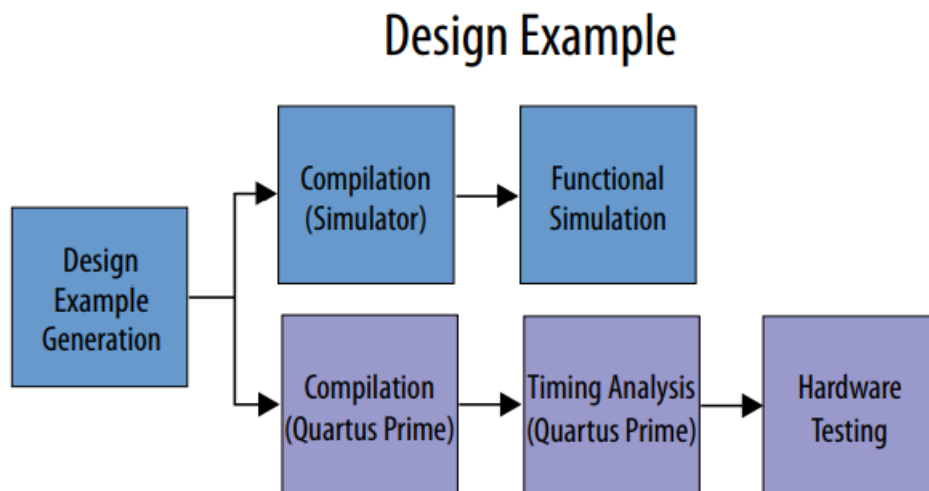 Design Example
Compilation
(Simulator)
Functional
Simulation
Design
Example
Generation
Compilation
(Quartus Prime)
Timing Analysis
(Quartus Prime)
Hardware
Testing